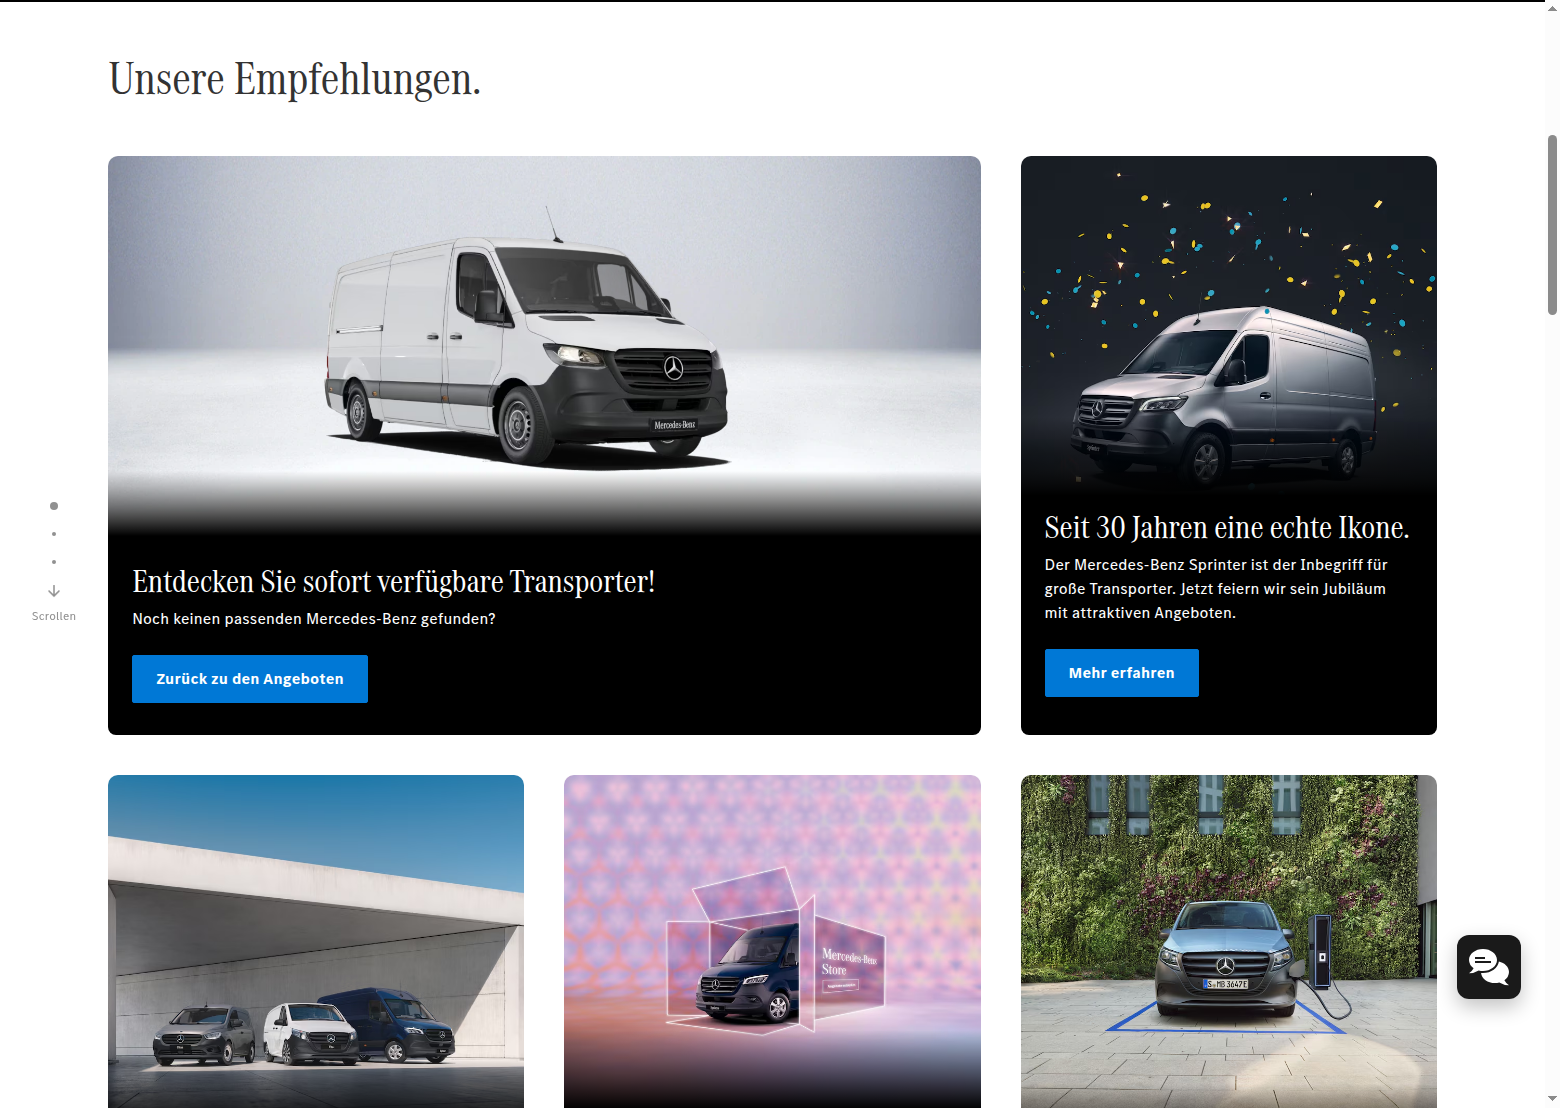 Unsere Empfehlungen.
Mercedes-Benz
Entdecken Sie sofort verfügbare Transporter!
Noch keinen passenden Mercedes-Benz gefunden?
Zurück zu den Angeboten
Seit 30 Jahren eine echte Ikone.
Der Mercedes-Benz Sprinter ist der Inbegriff für
große Transporter. Jetzt feiern wir sein Jubiläum
mit attraktiven Angeboten.
Mehr erfahren
Scrollen
Mercedes-Benz
Store
S MB 3647E